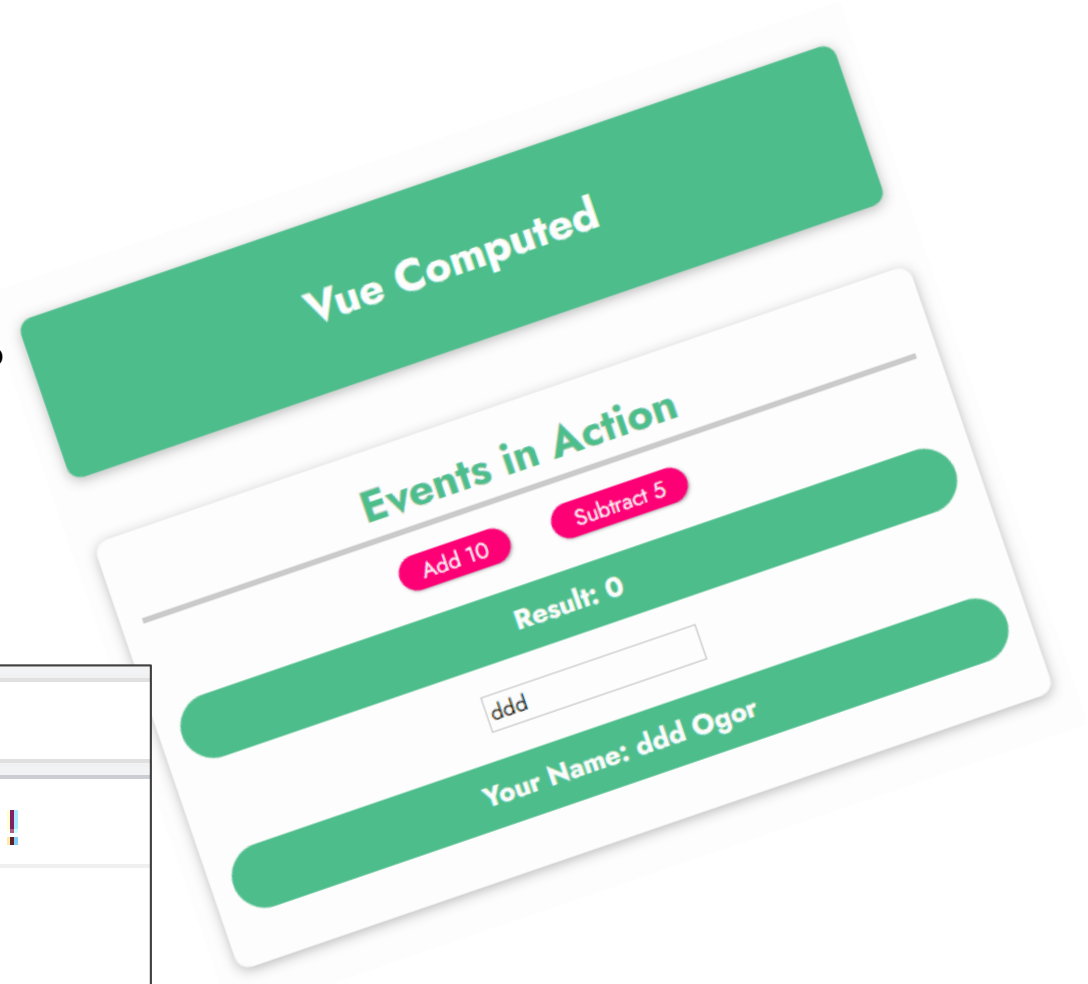 Vue Computed
Events in Action
Add 10 Subtract 5
Result: 0
ddd
Your Name: ddd Ogor
!